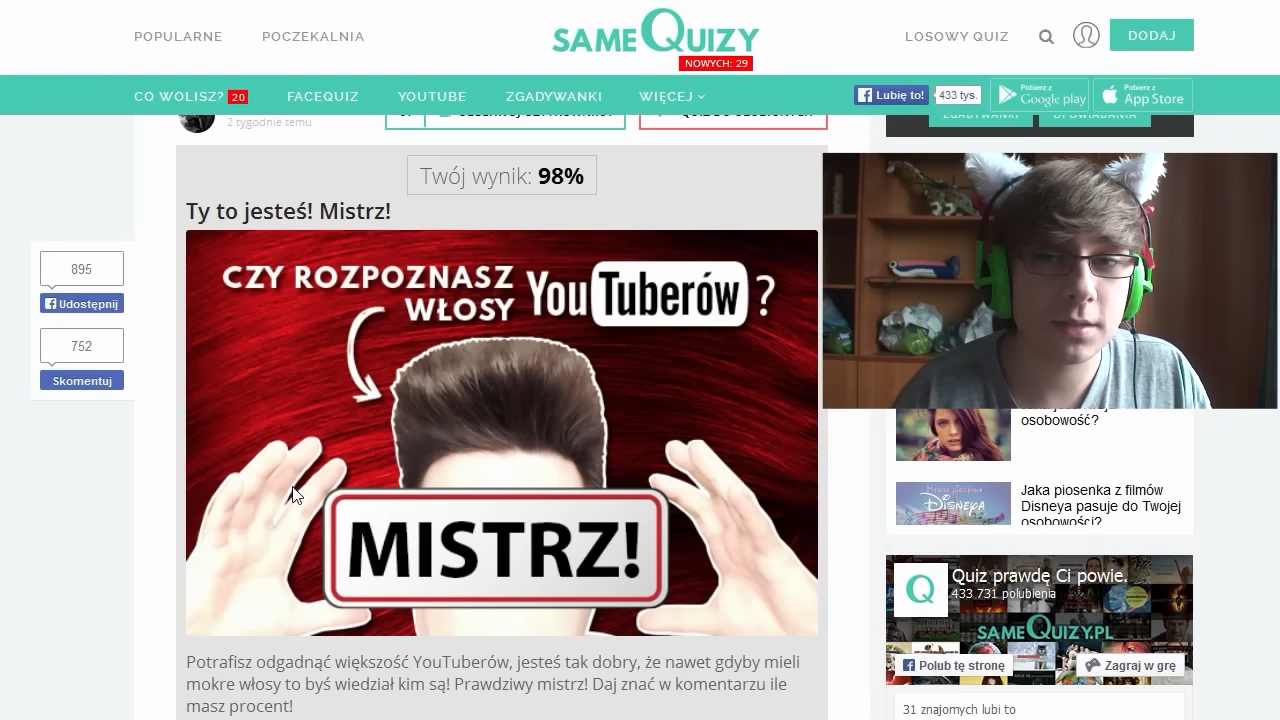 POPULARNE
POCZEKALNIA
SAMEQUIZY
NOWYCH: 29
LOSOWY QUIZ
DODAJ
CO WOLISZ? 20
FACEQUIZ
YOUTUBE
ZGADYWANKI
WIĘCEJ
Lubię to!
433 tys.
Pobierz z
Google play
Pobierz z
App Store
2 tygodnie temu
ZGADYWANKI
OPOWIADANIA
Twój wynik: 98%
Ty to jesteś! Mistrz!
895
Udostępnij
752
Skomentuj
CZY ROZPOZNASZ
WŁOSY
YouTuberów?
MISTRZ!
osobowość?
Disneya
Jaka piosenka z filmów
Disneya pasuje do Twojej
osobowości?
Q
Quiz prawdę Ci powie.
433 731 polubienia
SAMEQUIZY.PL
Polub tę stronę
Zagraj w grę
31 znajomych lubi to
Potrafisz odgadnąć większość YouTuberów, jesteś tak dobry, że nawet gdyby mieli
mokre włosy to byś wiedział kim są! Prawdziwy mistrz! Daj znać w komentarzu ile
masz procent!